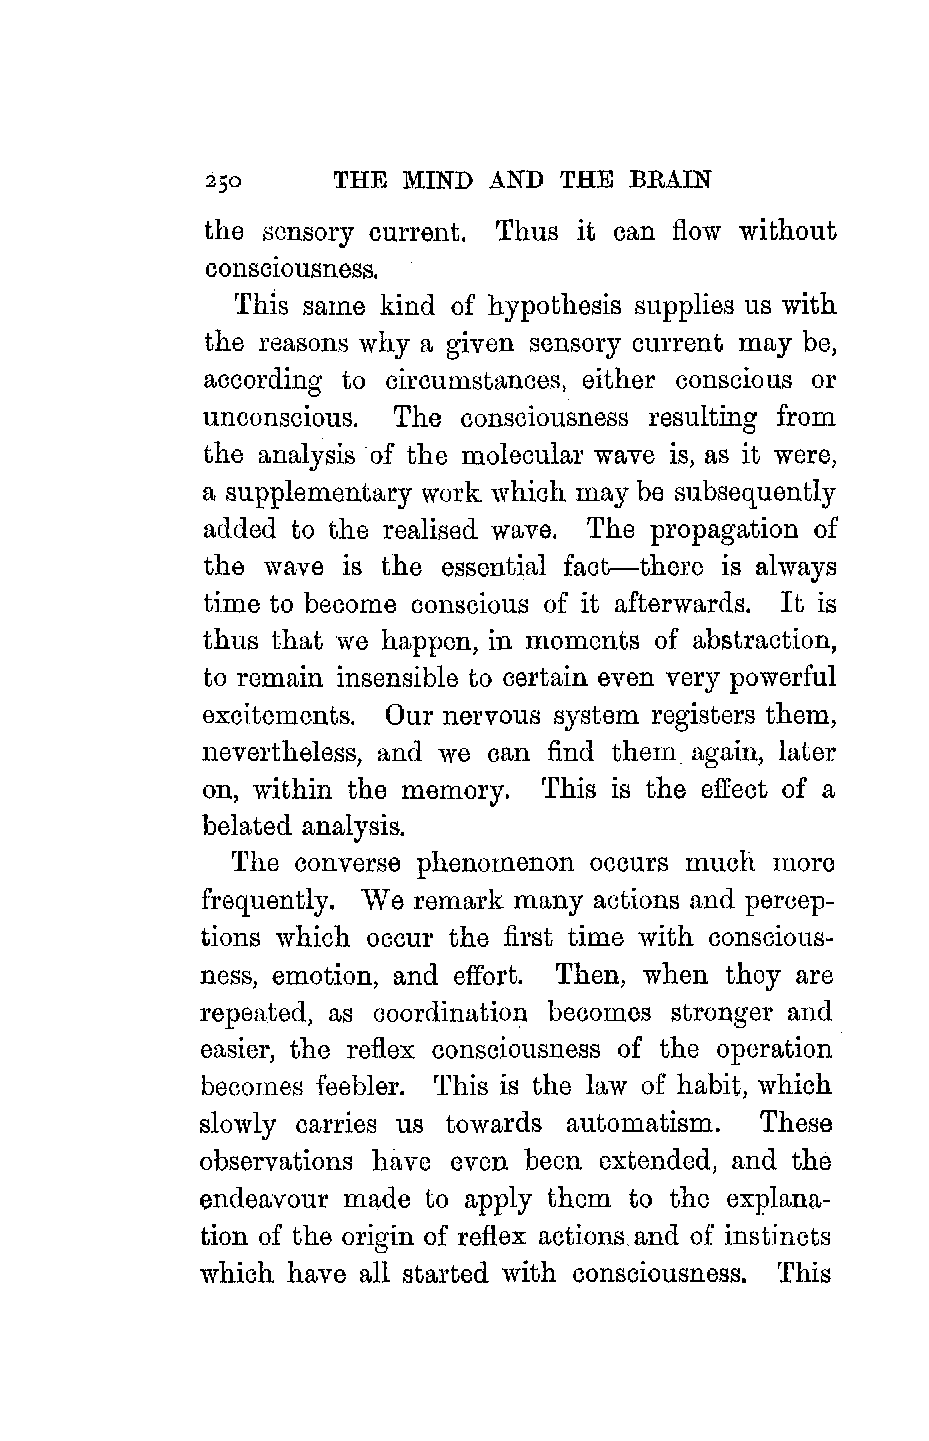 250 THE MIND AND THE BRAIN
the sensory current. Thus it can flow without
consciousness.
This same kind of hypothesis supplies us with
the reasons why a given sensory current may be,
according to circumstances, either conscious or
unconscious. The consciousness resulting from
the analysis of the molecular wave is, as it were,
a supplementary work which may be subsequently
added to the realised wave. The propagation of
the wave is the essential fact—there is always
time to become conscious of it afterwards. It is
thus that we happen, in moments of abstraction,
to remain insensible to certain even very powerful
excitements. Our nervous system registers them,
nevertheless, and we can find them again, later
on, within the memory. This is the effect of a
belated analysis.
The converse phenomenon occurs much more
frequently. We remark many actions and percep-
tions which occur the first time with conscious-
ness, emotion, and effort. Then, when they are
repeated, as coordination becomes stronger and
easier, the reflex consciousness of the operation
becomes feebler. This is the law of habit, which
slowly carries us towards automatism. These
observations have even been extended, and the
endeavour made to apply them to the explana-
tion of the origin of reflex actions and of instincts
which have all started with consciousness. This